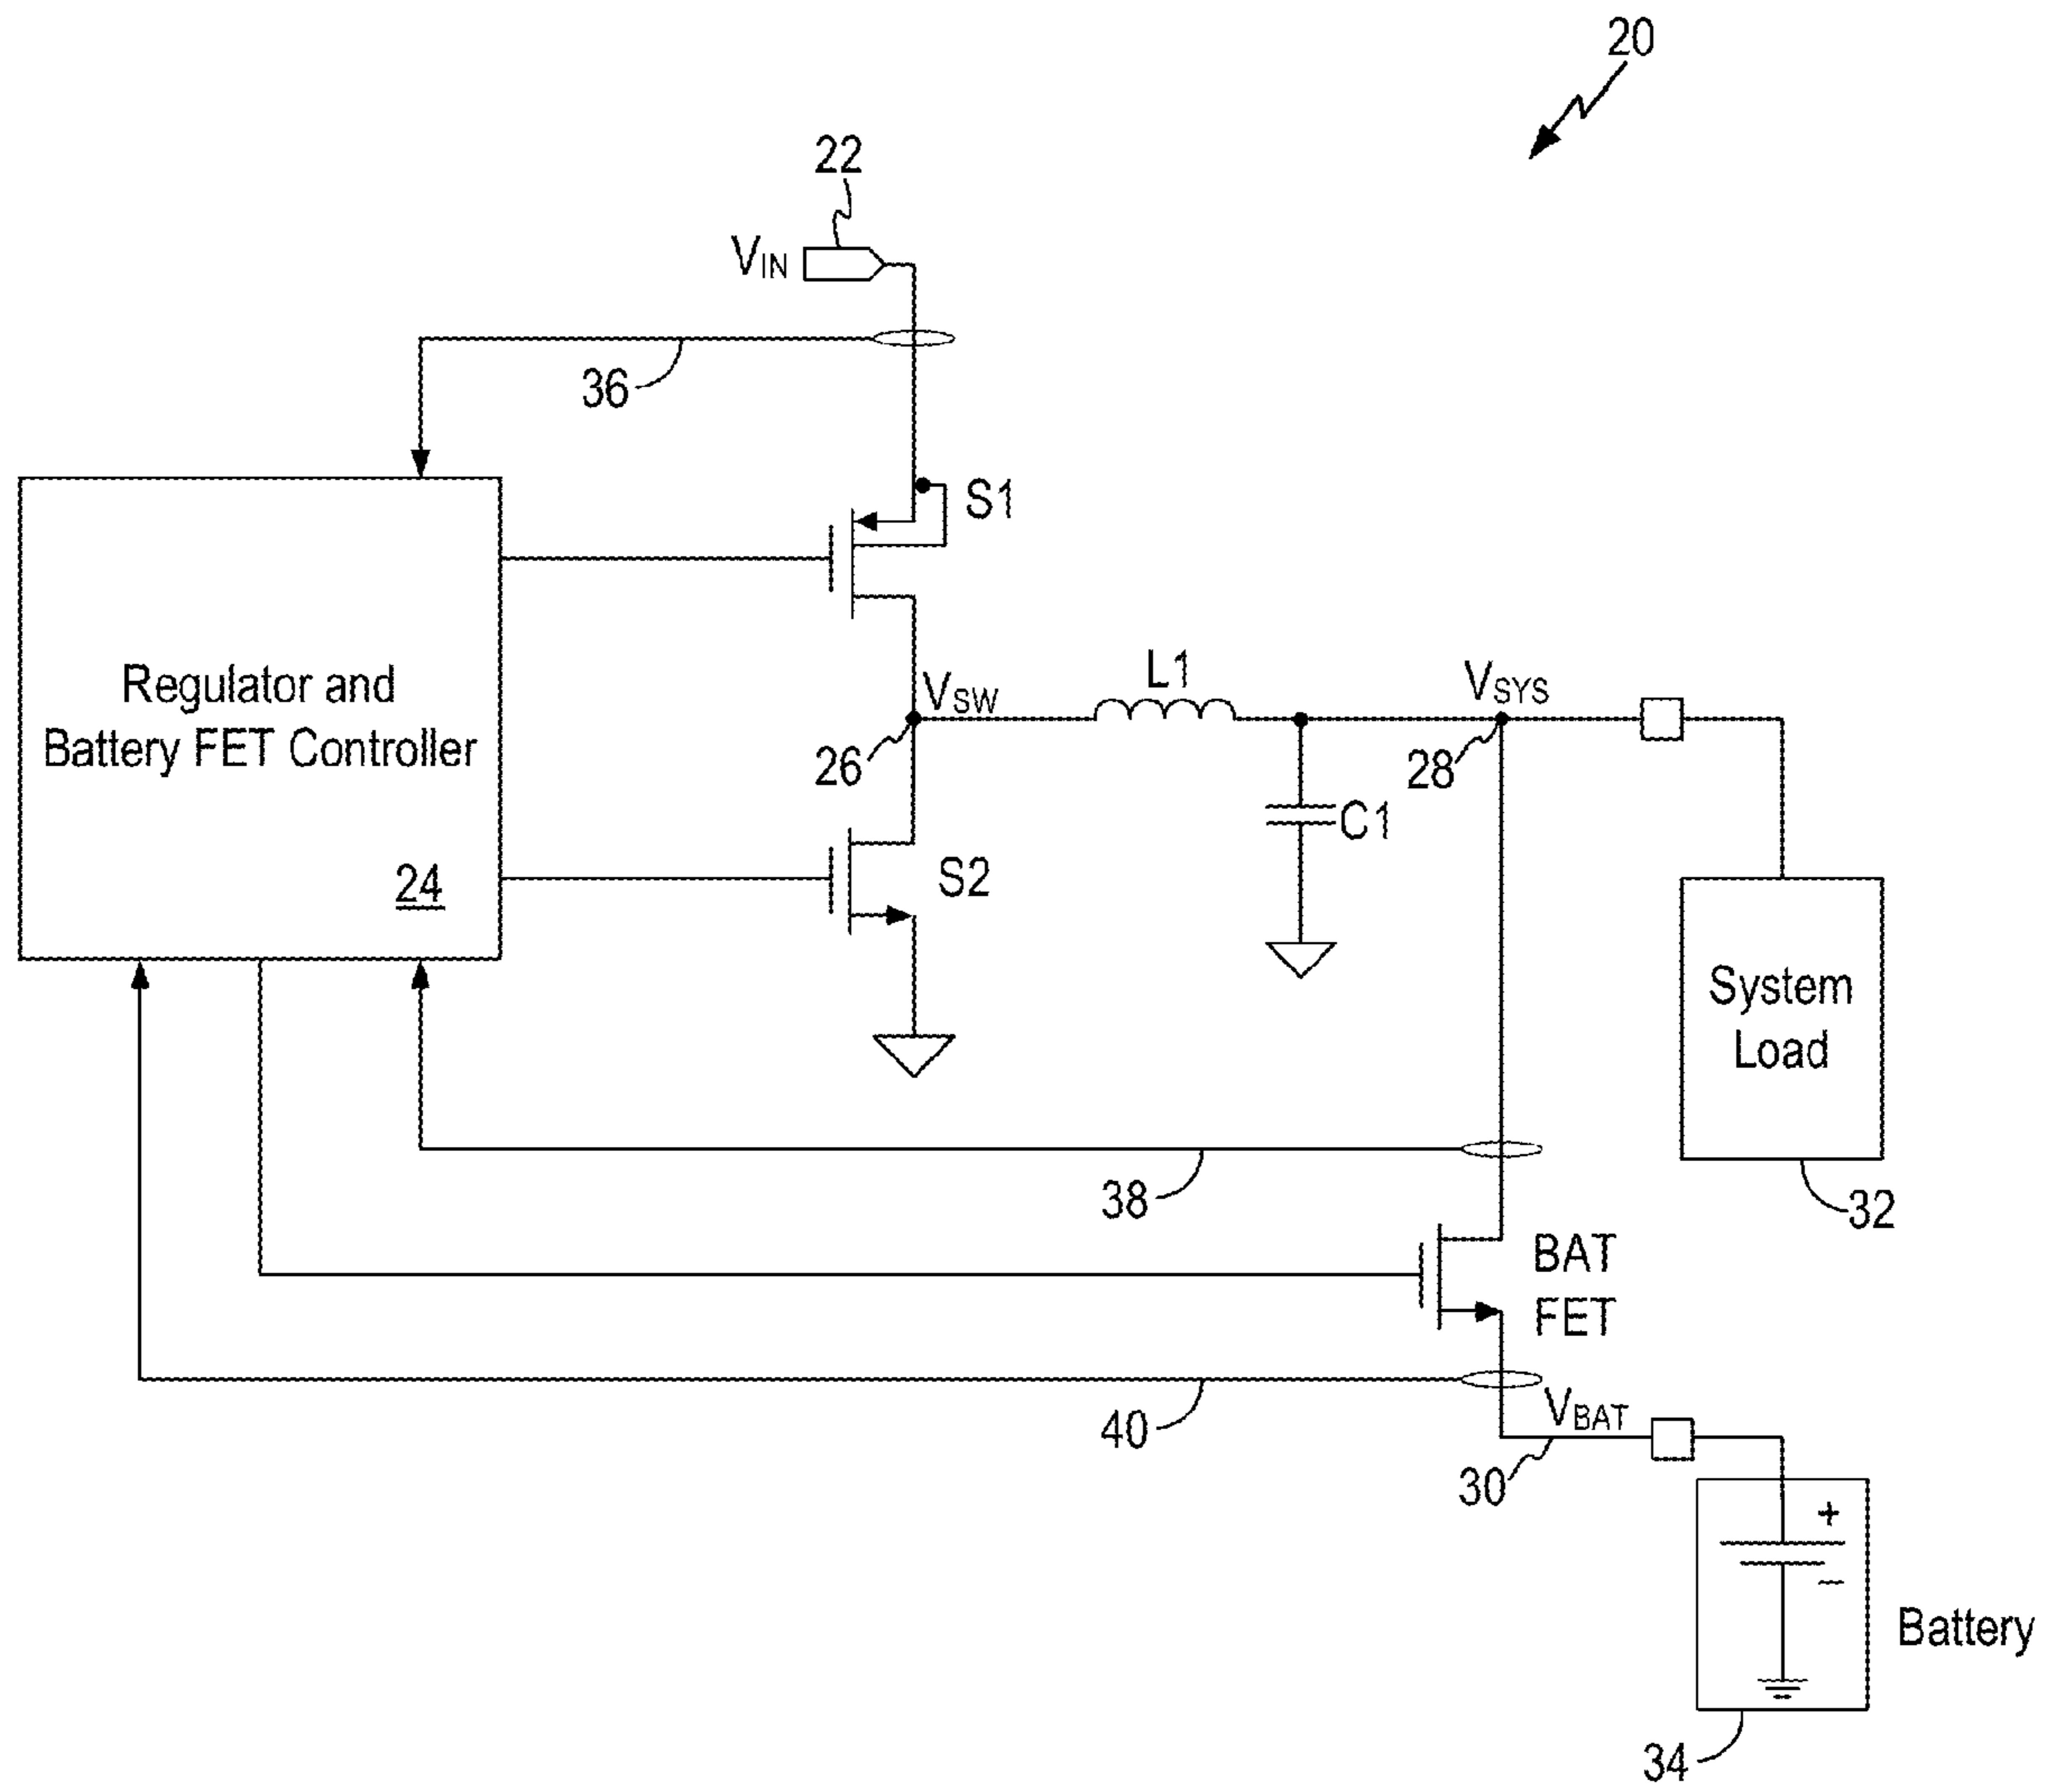 20
22
VIN
36
S1
Regulator and
Battery FET Controller
24
VSW
L1
VSYS
26
28
C1
S2
System
Load
32
38
BAT
FET
40
VBAT
30
+
−
Battery
34